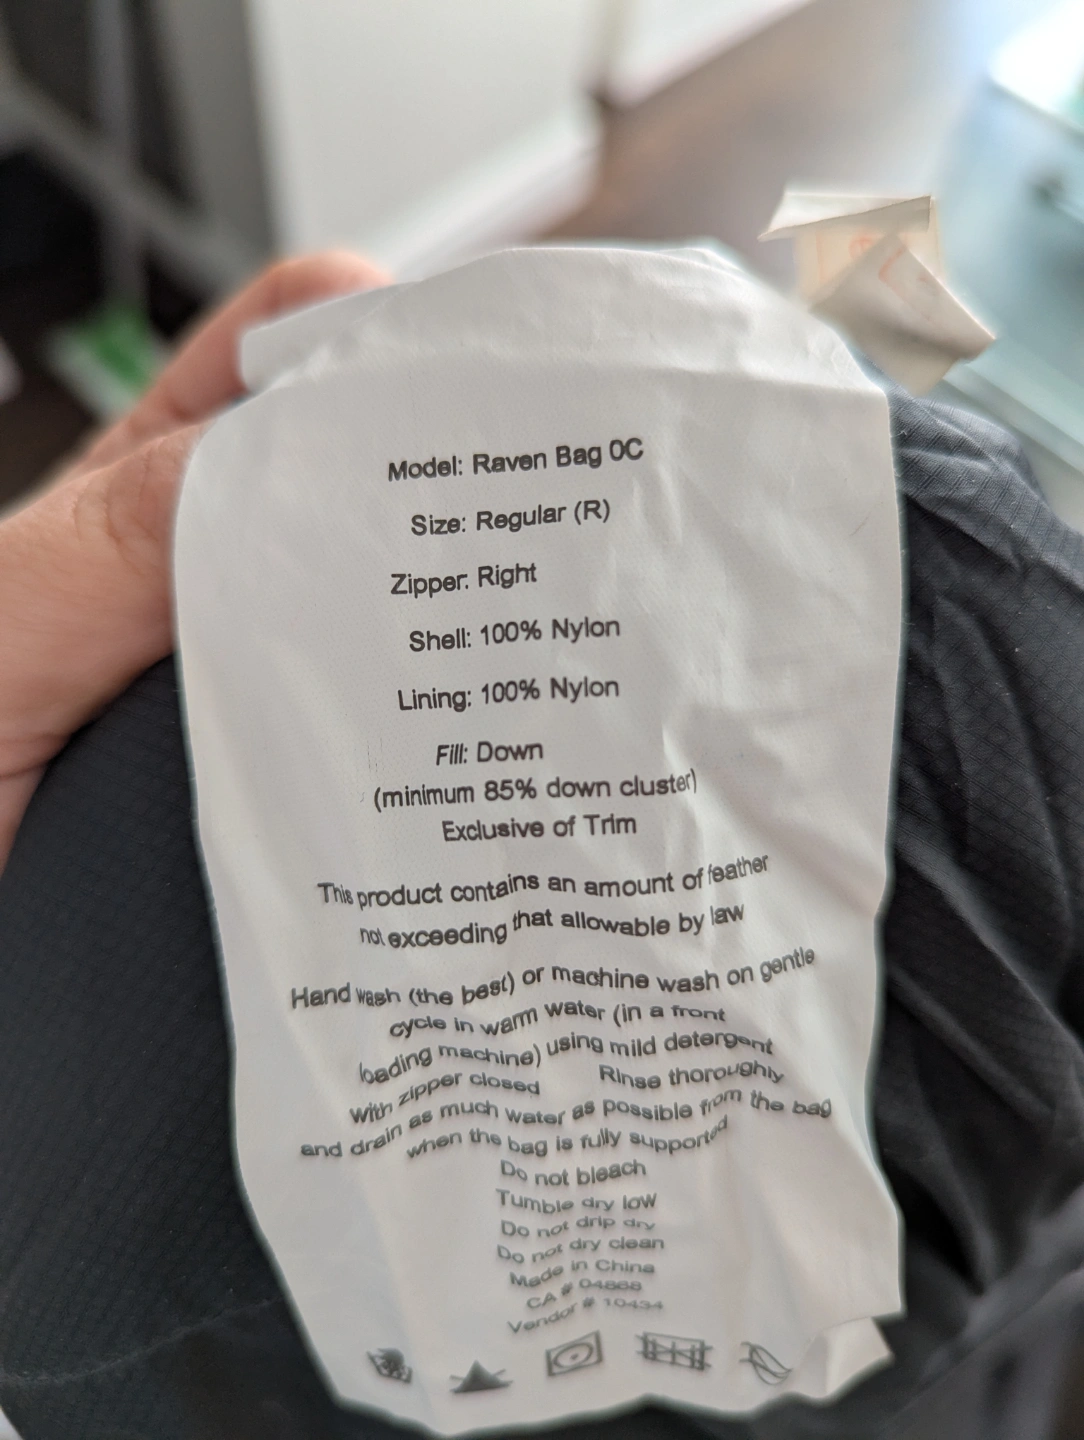 Model: Raven Bag 0C
Size: Regular (R)
Zipper: Right
Shell: 100% Nylon
Lining: 100% Nylon
Fill: Down
(minimum 85% down cluster)
Exclusive of Trim
This product contains an amount of feather
not exceeding that allowable by law
Hand wash (the best) or machine wash on gentle
cycle in warm water (in a front
loading machine) using mild detergent
with zipper closed Rinse thoroughly
and drain as much water as possible from the bag
when the bag is fully supported
Do not bleach
Tumble dry low
Do not drip dry
Do not dry clean
Made in China
CA # 04868
Vendor # 10434